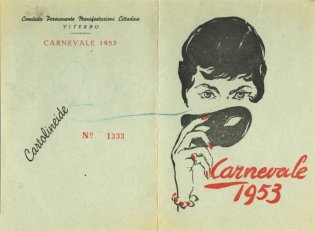 Comitato Permanente Manifestazioni Cittadine
VITERBO
CARNEVALE 1953
Nº 1333
Cartolineide
Carnevale
1953